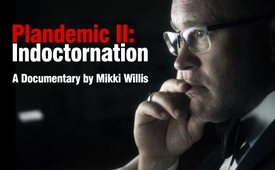 Plandemic II:
Indoctornation
A Documentary by Mikki Willis